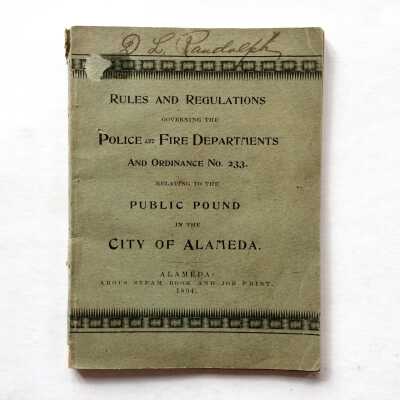 D L Randolph
RULES AND REGULATIONS
GOVERNING THE
POLICE AND FIRE DEPARTMENTS
AND ORDINANCE NO. 233.
RELATING TO THE
PUBLIC POUND
IN THE
CITY OF ALAMEDA.
ALAMEDA:
ARGUS STEAM BOOK AND JOB PRINT.
1894.